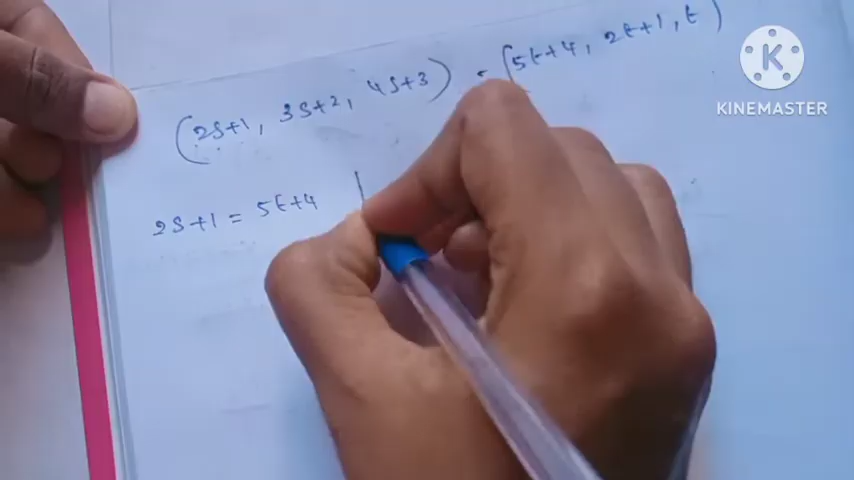 (2s+1, 3s+2, 4s+3) = (5t+4, 2t+1, t)
2s+1 = 5t+4
K
KINEMASTER